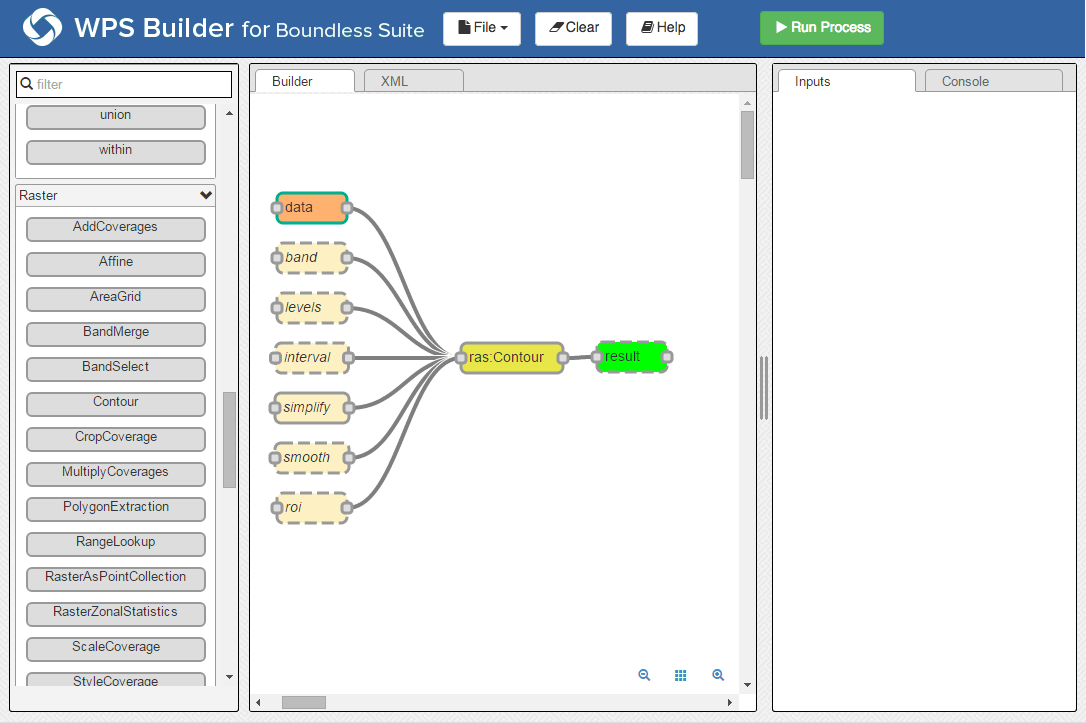 WPS Builder for Boundless Suite
File
Clear
Help
Run Process
filter
union
within
Raster
AddCoverages
Affine
AreaGrid
BandMerge
BandSelect
Contour
CropCoverage
MultiplyCoverages
PolygonExtraction
RangeLookup
RasterAsPointCollection
RasterZonalStatistics
ScaleCoverage
StyleCoverage
Builder
XML
data
band
levels
interval
simplify
smooth
roi
ras:Contour
result
Inputs
Console